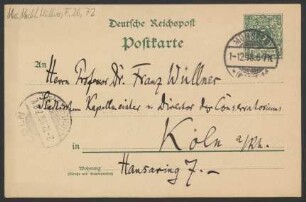 Deutsche Reichspost
Postkarte
An
Herrn Professor Dr. Franz Wüllner
Städtischen Kapellmeister u Director des Conservatoriums
Köln a/Rh.
in
Wohnung
Hansaring 7.